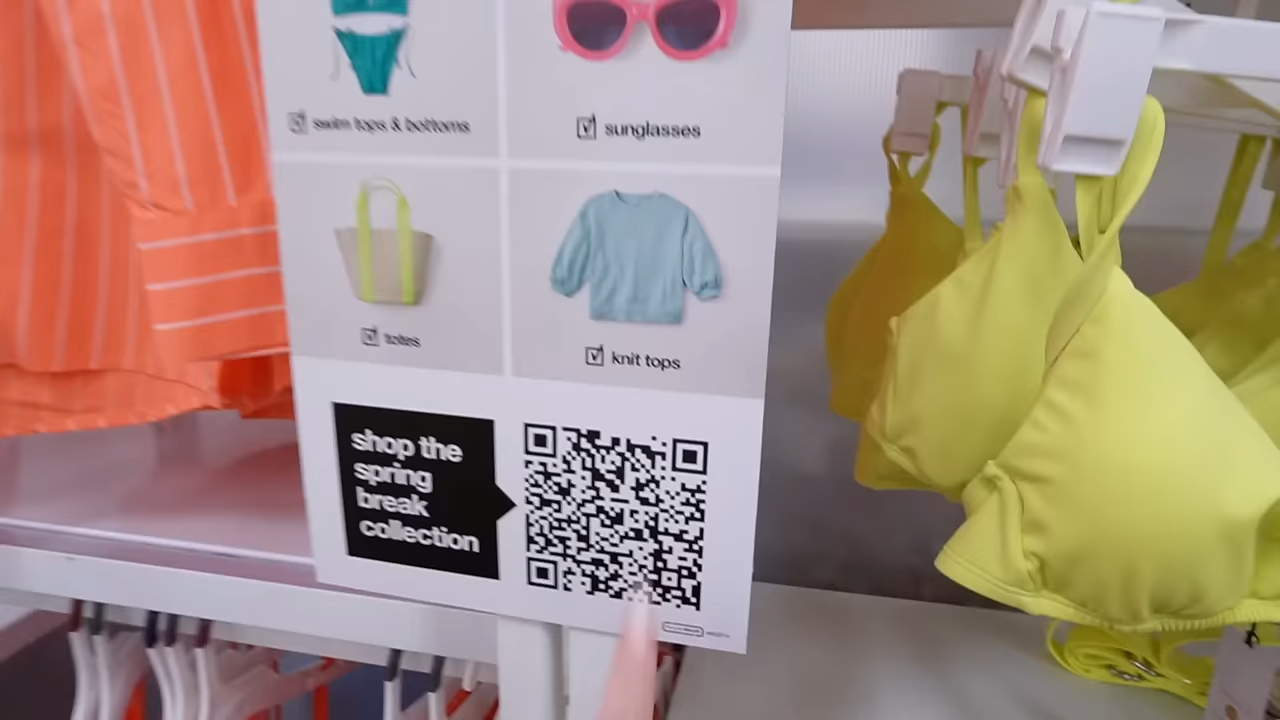 swim tops & bottoms
sunglasses
totes
knit tops
shop the
spring
break
collection